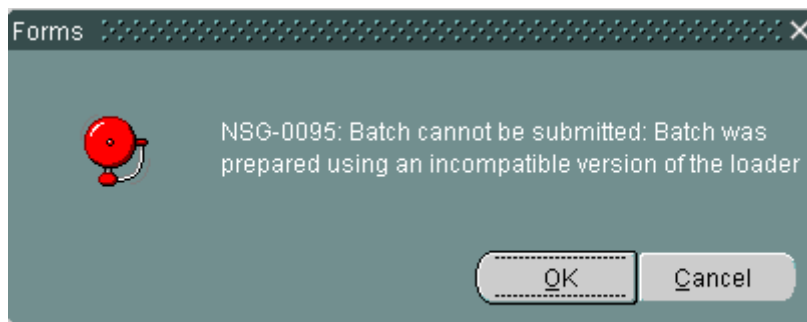 Forms
NSG-0095: Batch cannot be submitted: Batch was
prepared using an incompatible version of the loader
OK
Cancel